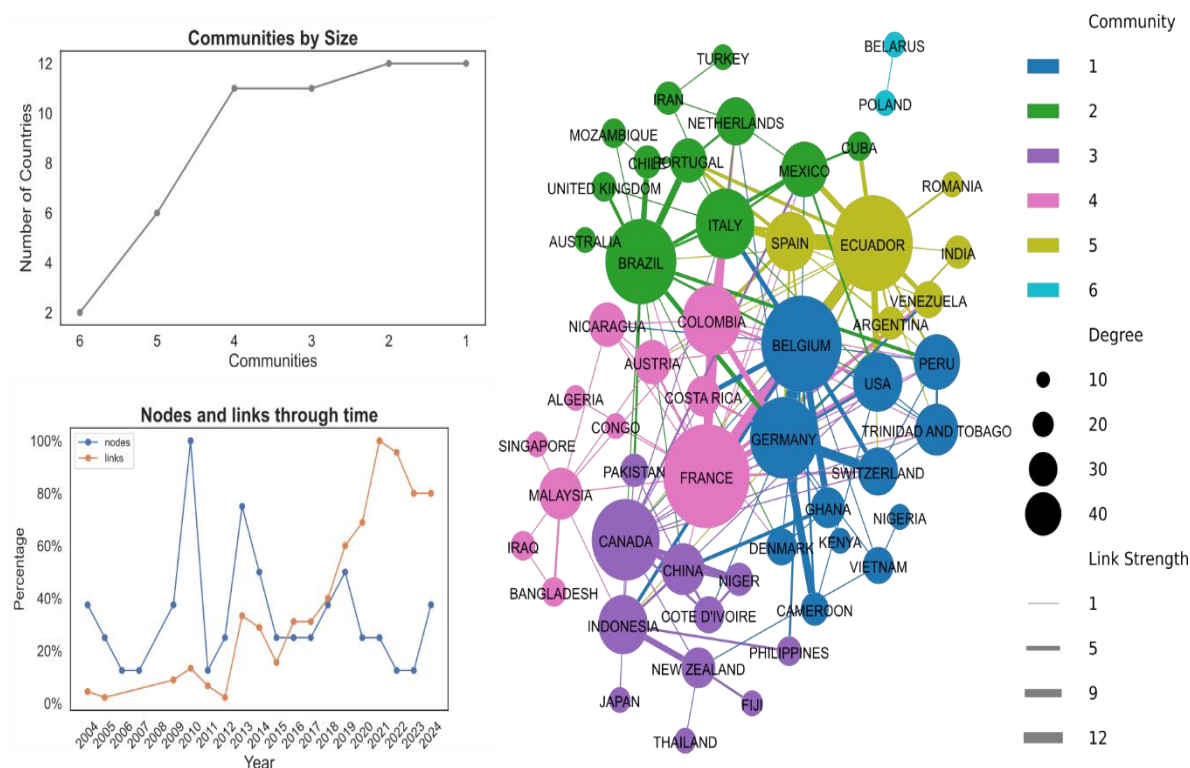 Communities by Size
Number of Countries
12
10
8
6
4
2
6
5
4
3
2
1
Communities
Nodes and links through time
nodes
links
Percentage
100%
80%
60%
40%
20%
0%
2004
2005
2006
2007
2008
2009
2010
2011
2012
2013
2014
2015
2016
2017
2018
2019
2020
2021
2022
2023
2024
Year
BELARUS
TURKEY
POLAND
IRAN
NETHERLANDS
MOZAMBIQUE
CHILE
PORTUGAL
MEXICO
CUBA
UNITED KINGDOM
ROMANIA
ITALY
SPAIN
ECUADOR
AUSTRALIA
BRAZIL
INDIA
VENEZUELA
NICARAGUA
COLOMBIA
ARGENTINA
BELGIUM
AUSTRIA
PERU
USA
ALGERIA
COSTA RICA
CONGO
GERMANY
TRINIDAD AND TOBAGO
SINGAPORE
PAKISTAN
FRANCE
SWITZERLAND
MALAYSIA
GHANA
NIGERIA
IRAQ
CANADA
DENMARK
KENYA
CHINA
NIGER
VIETNAM
BANGLADESH
COTE D'IVOIRE
CAMEROON
INDONESIA
PHILIPPINES
NEW ZEALAND
JAPAN
FIJI
THAILAND
Community
1
2
3
4
5
6
Degree
10
20
30
40
Link Strength
1
5
9
12